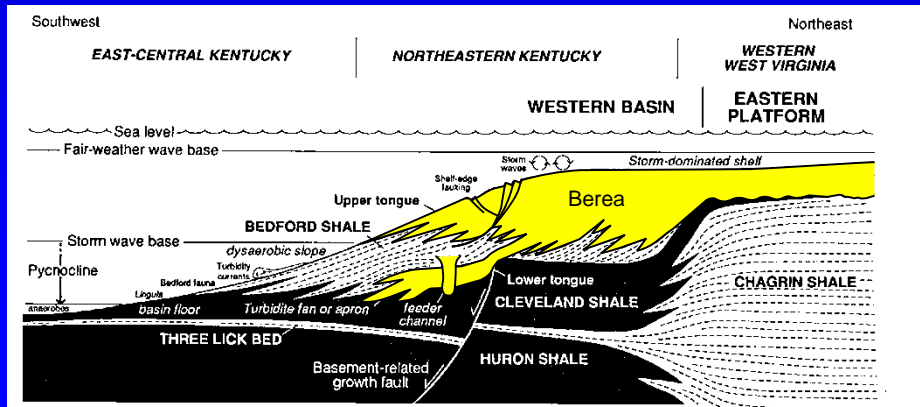 Southwest
Northeast
EAST-CENTRAL KENTUCKY
NORTHEASTERN KENTUCKY
WESTERN
WEST VIRGINIA
WESTERN BASIN
EASTERN
PLATFORM
Sea level
Fair-weather wave base
Storm
waves
Storm-dominated shelf
Shelf-edge
faulting
Upper tongue
Berea
BEDFORD SHALE
Storm wave base
dysaerobic slope
Pycnocline
Turbidity
currents
Bedford fauna
Lingula
anaerobes
basin floor
Turbidite fan or apron
feeder
channel
Lower tongue
CLEVELAND SHALE
CHAGRIN SHALE
THREE LICK BED
HURON SHALE
Basement-related
growth fault